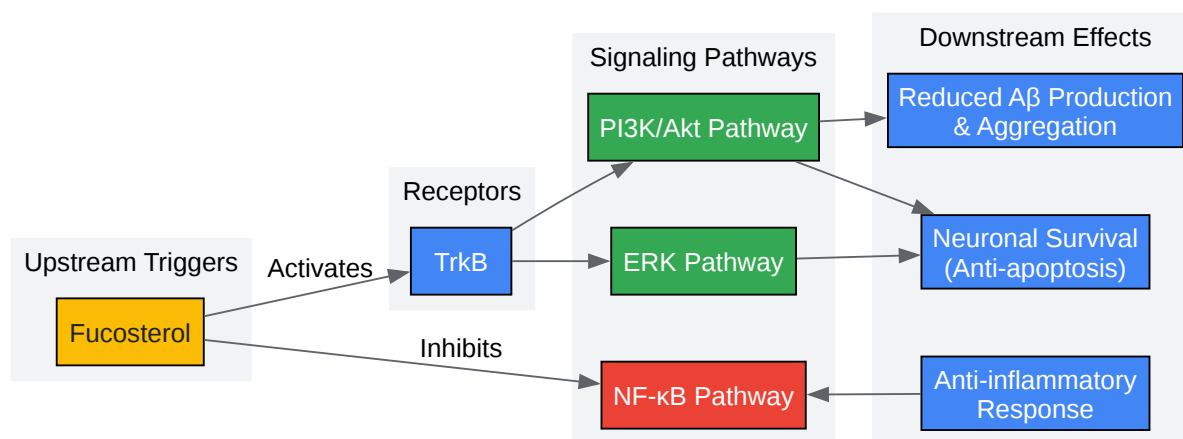 Upstream Triggers
Fucosterol
Activates
Inhibits
Receptors
TrkB
Signaling Pathways
PI3K/Akt Pathway
ERK Pathway
NF-κB Pathway
Downstream Effects
Reduced Aβ Production
& Aggregation
Neuronal Survival
(Anti-apoptosis)
Anti-inflammatory
Response